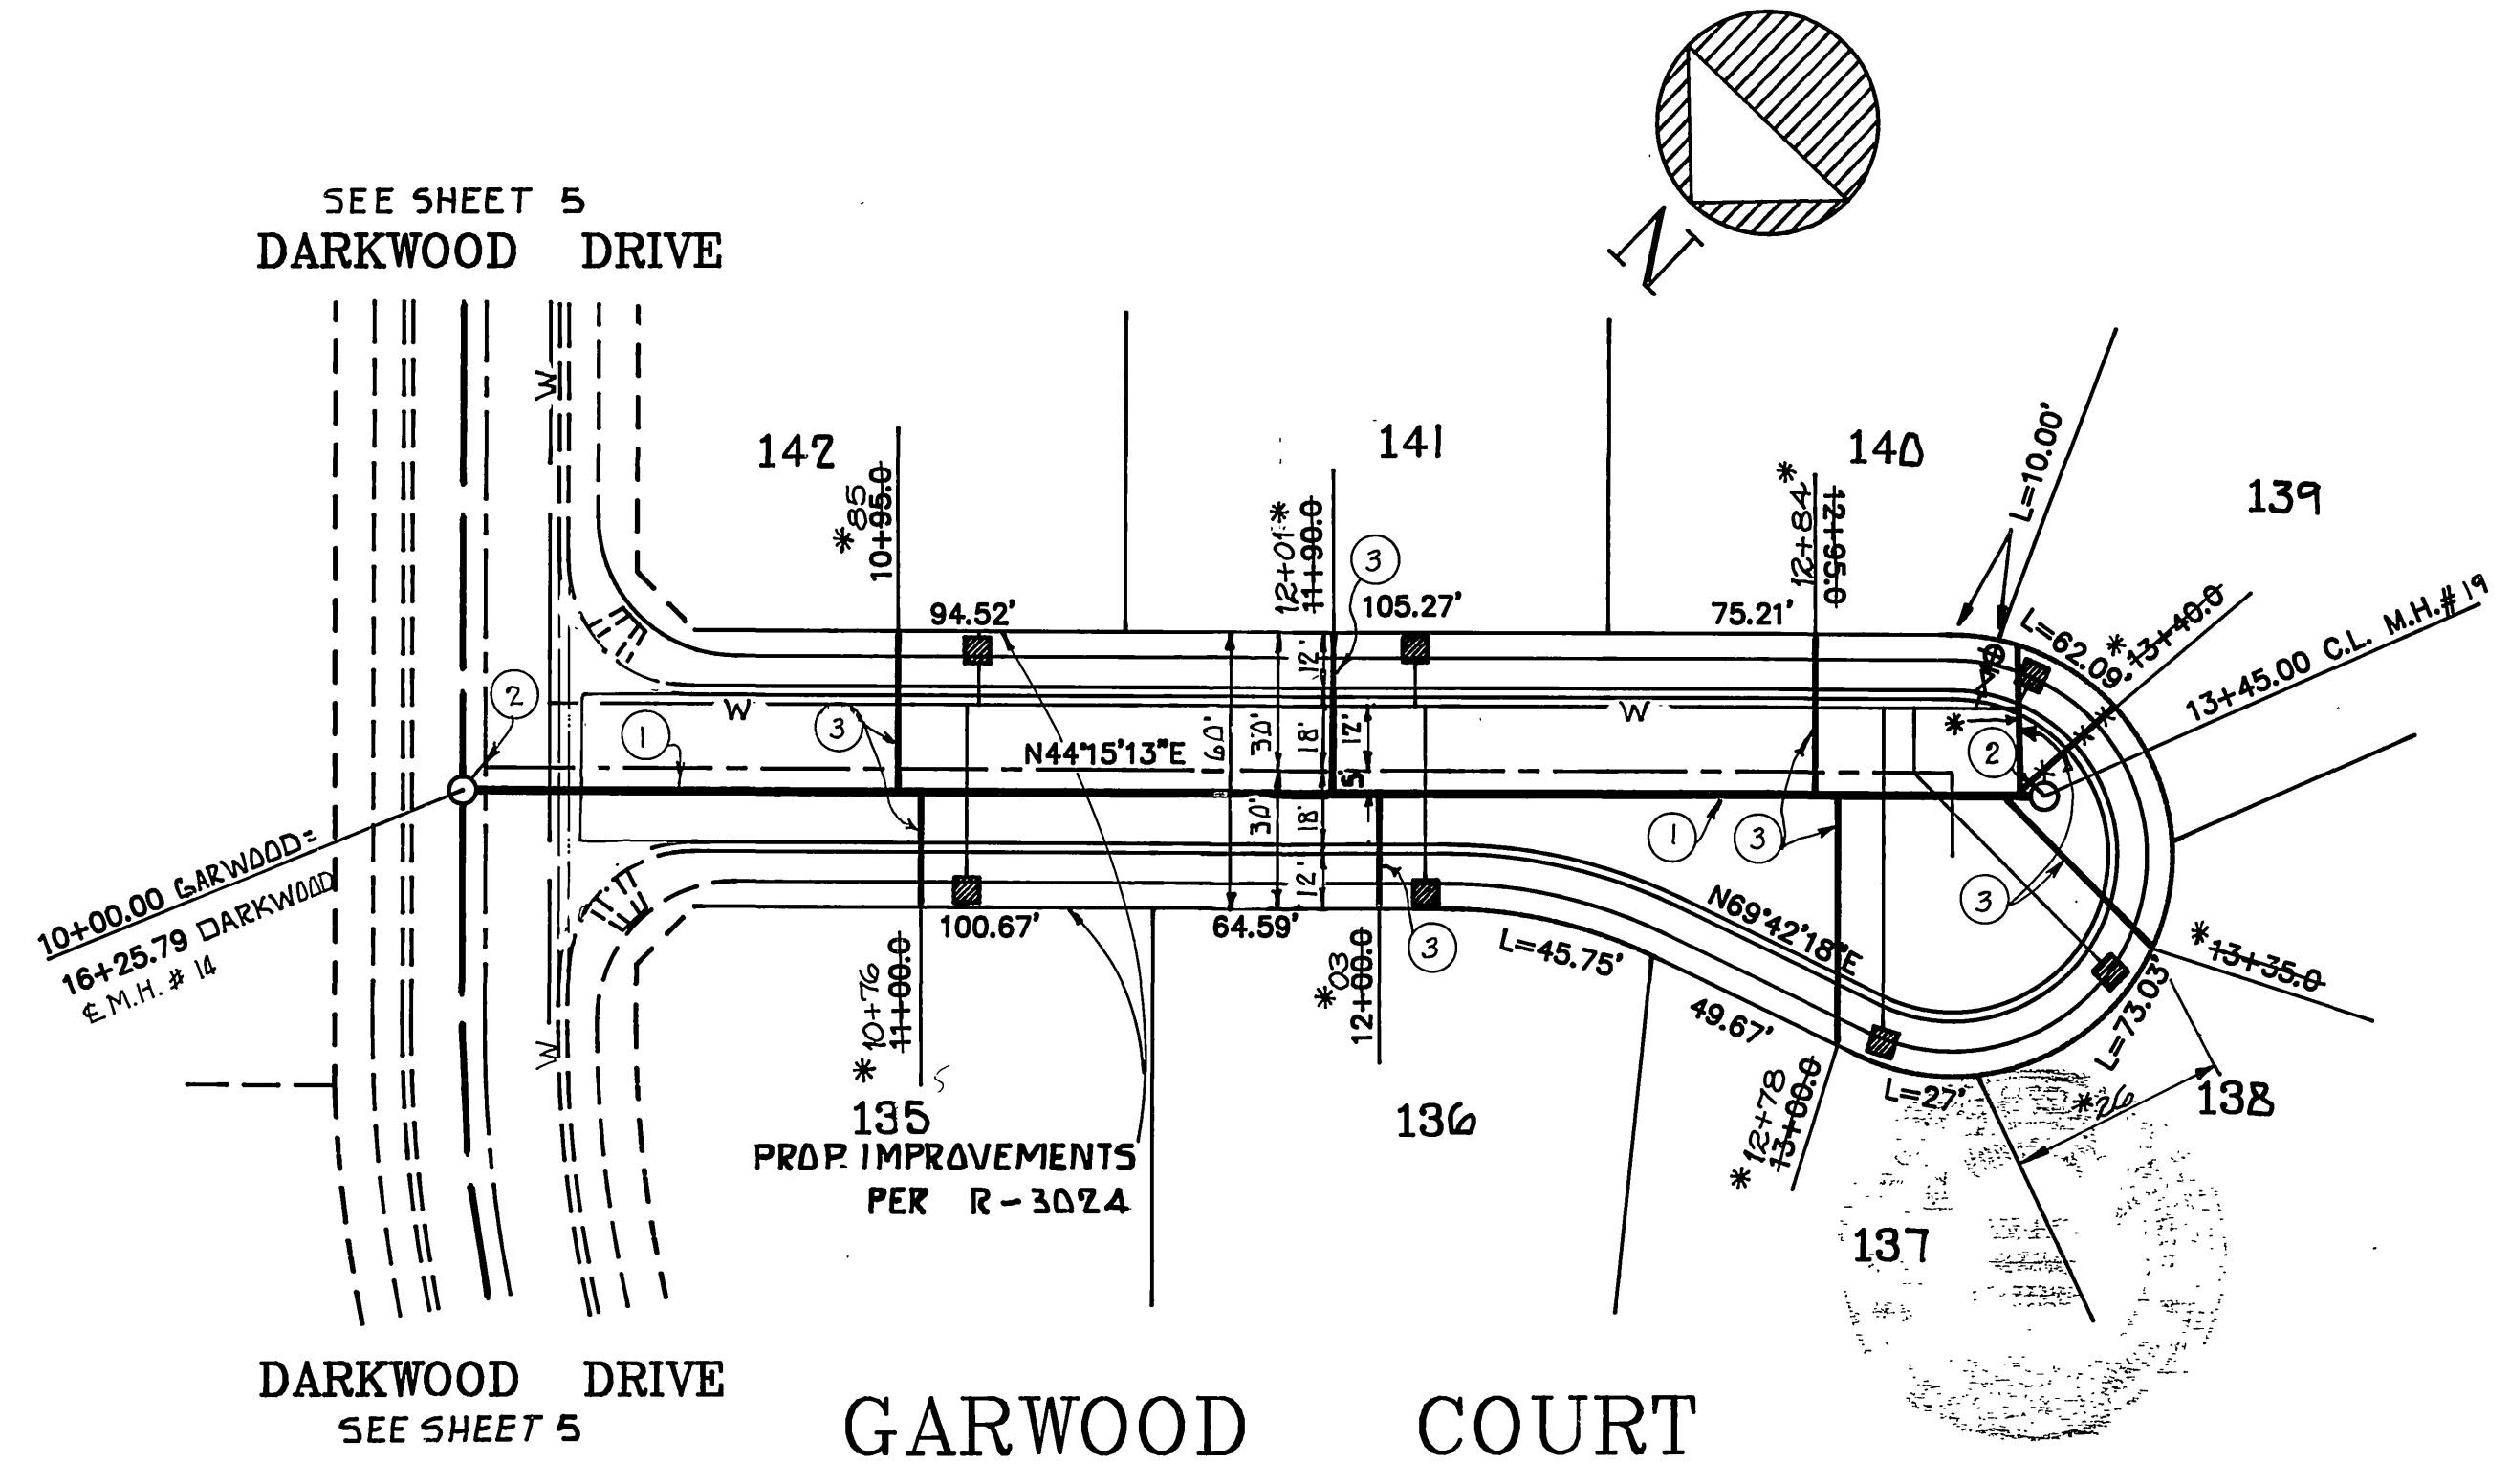 SEE SHEET 5
DARKWOOD DRIVE
N
W
142
141
140
139
*85
10+95.0
12+01*
11+90.0
12+84*
12+95.0
L=10.00'
3
94.52'
105.27'
75.21'
L=62.09'
*
13+40.0
13+45.00 C.L. M.H.#19
2
1
3
W
N44°15'13"E
60'
30'
30'
12'
18'
18'
12'
12'
5'
W
*
2
1
3
3
10+00.00 GARWOOD=
16+25.79 DARKWOOD
℄ M.H. # 14
100.67'
64.59'
3
L=45.75'
N69°42'18"E
49.67'
*13+35.0
L=73.03'
L=27'
*26
W
*10+76
11+00.0
*03
12+00.0
*12+78
13+00.0
135
136
137
138
PROP. IMPROVEMENTS
PER R-3024
DARKWOOD DRIVE
SEE SHEET 5
GARWOOD COURT